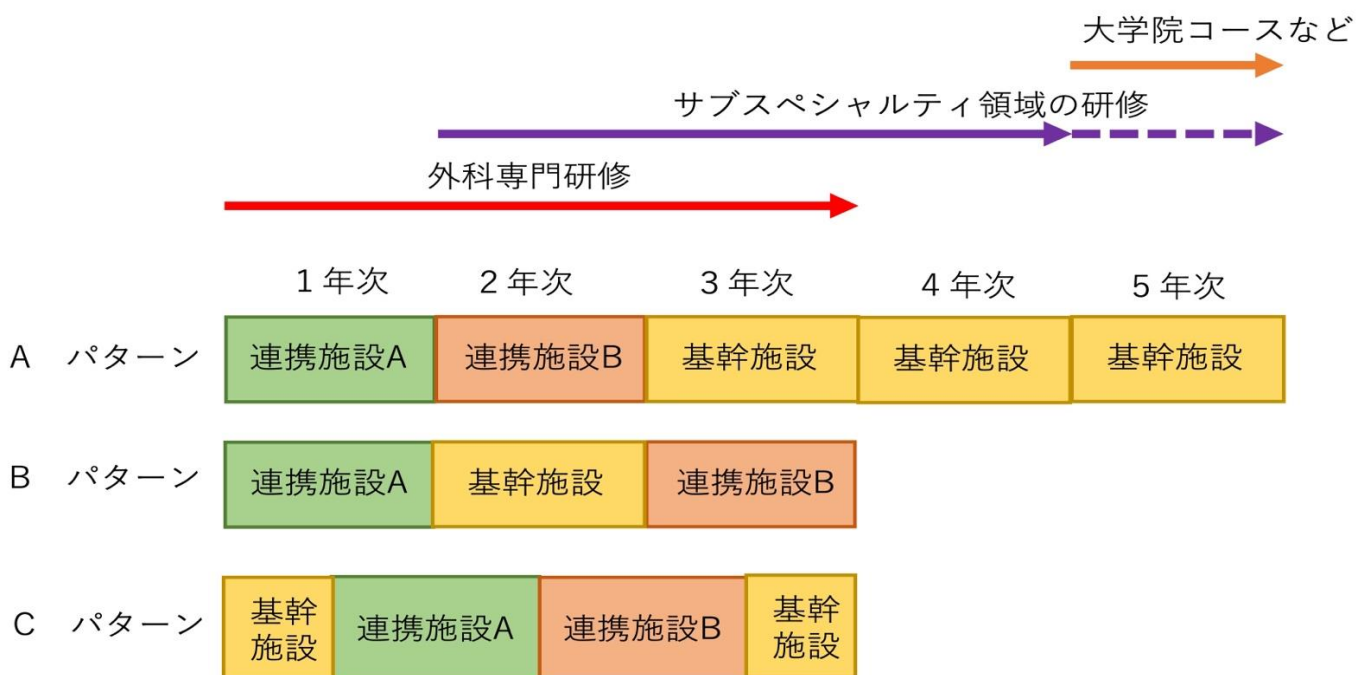 大学院コースなど
サブスペシャルティ領域の研修
外科専門研修
1年次 2年次 3年次 4年次 5年次
A パターン 連携施設A 連携施設B 基幹施設 基幹施設 基幹施設
B パターン 連携施設A 基幹施設 連携施設B
C パターン 基幹施設 連携施設A 連携施設B 基幹施設